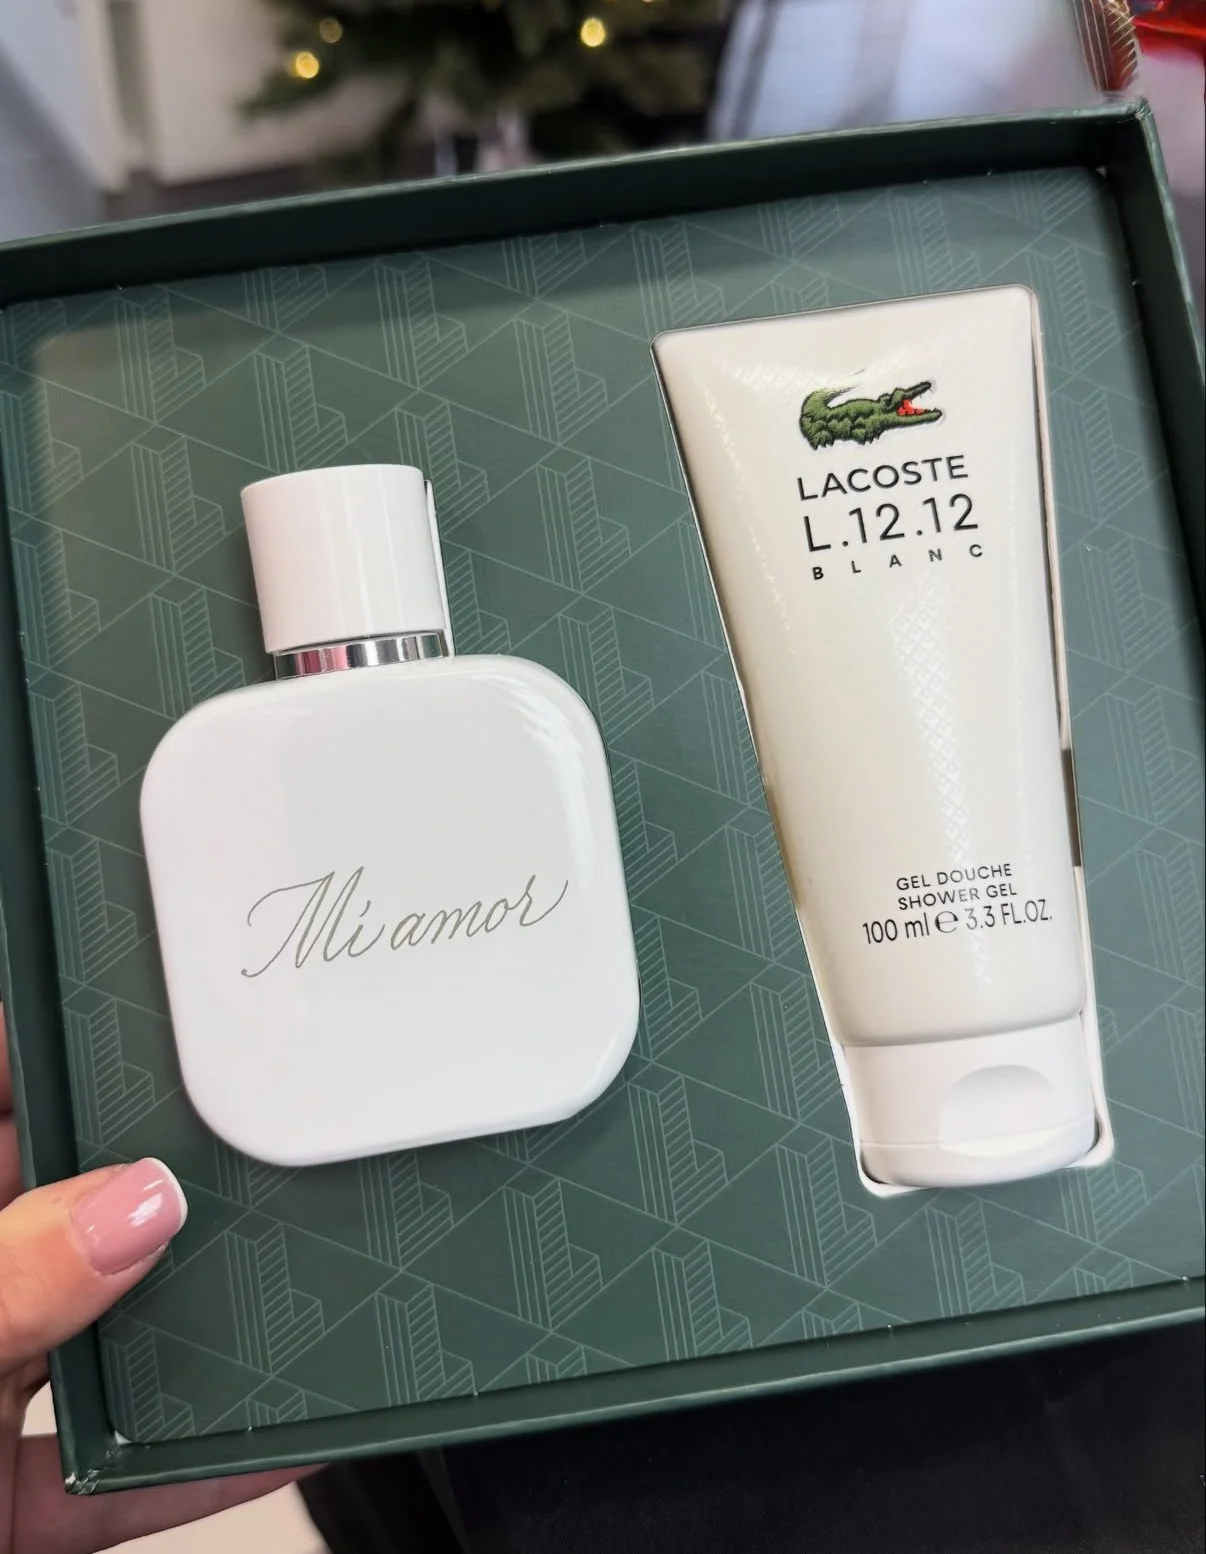 Mi amor
LACOSTE
L.12.12
BLANC
GEL DOUCHE
SHOWER GEL
100 ml ℮ 3.3 FL.OZ.